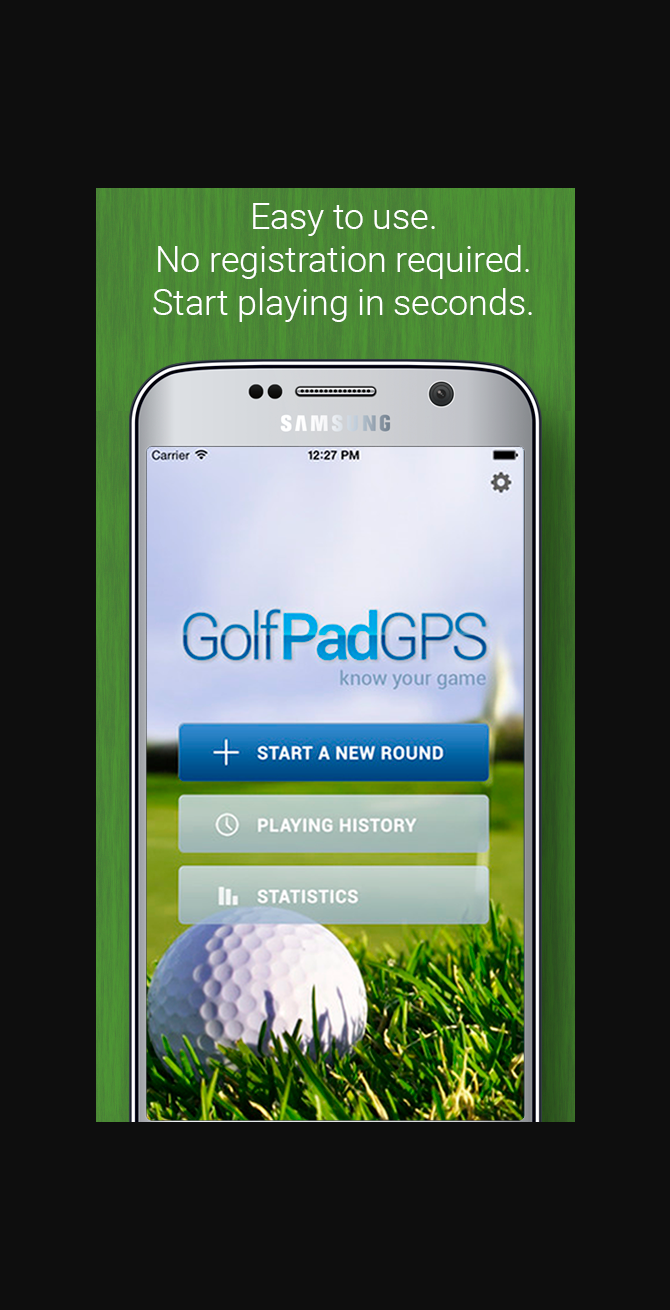 Easy to use.
No registration required.
Start playing in seconds.
SAMSUNG
Carrier 12:27 PM
GolfPadGPS
know your game
START A NEW ROUND
PLAYING HISTORY
STATISTICS